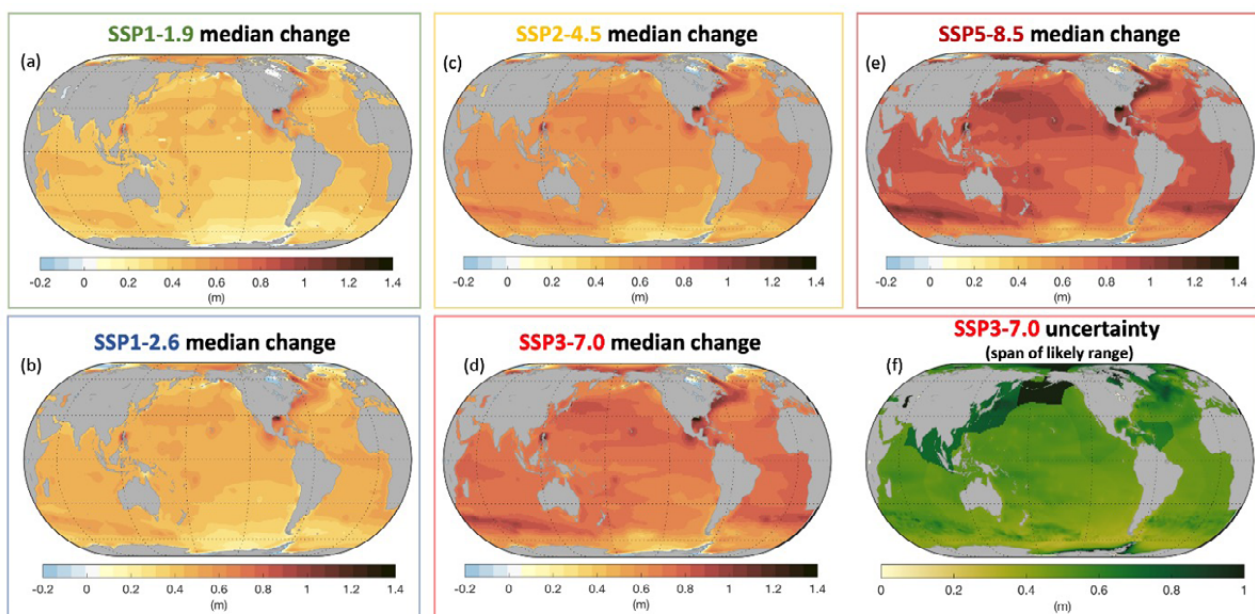 SSP1-1.9 median change
(a)
-0.2 0 0.2 0.4 0.6 0.8 1 1.2 1.4
(m)
SSP2-4.5 median change
(c)
-0.2 0 0.2 0.4 0.6 0.8 1 1.2 1.4
(m)
SSP5-8.5 median change
(e)
-0.2 0 0.2 0.4 0.6 0.8 1 1.2 1.4
(m)
SSP1-2.6 median change
(b)
-0.2 0 0.2 0.4 0.6 0.8 1 1.2 1.4
(m)
SSP3-7.0 median change
(d)
-0.2 0 0.2 0.4 0.6 0.8 1 1.2 1.4
(m)
SSP3-7.0 uncertainty
(span of likely range)
(f)
0 0.2 0.4 0.6 0.8 1
(m)